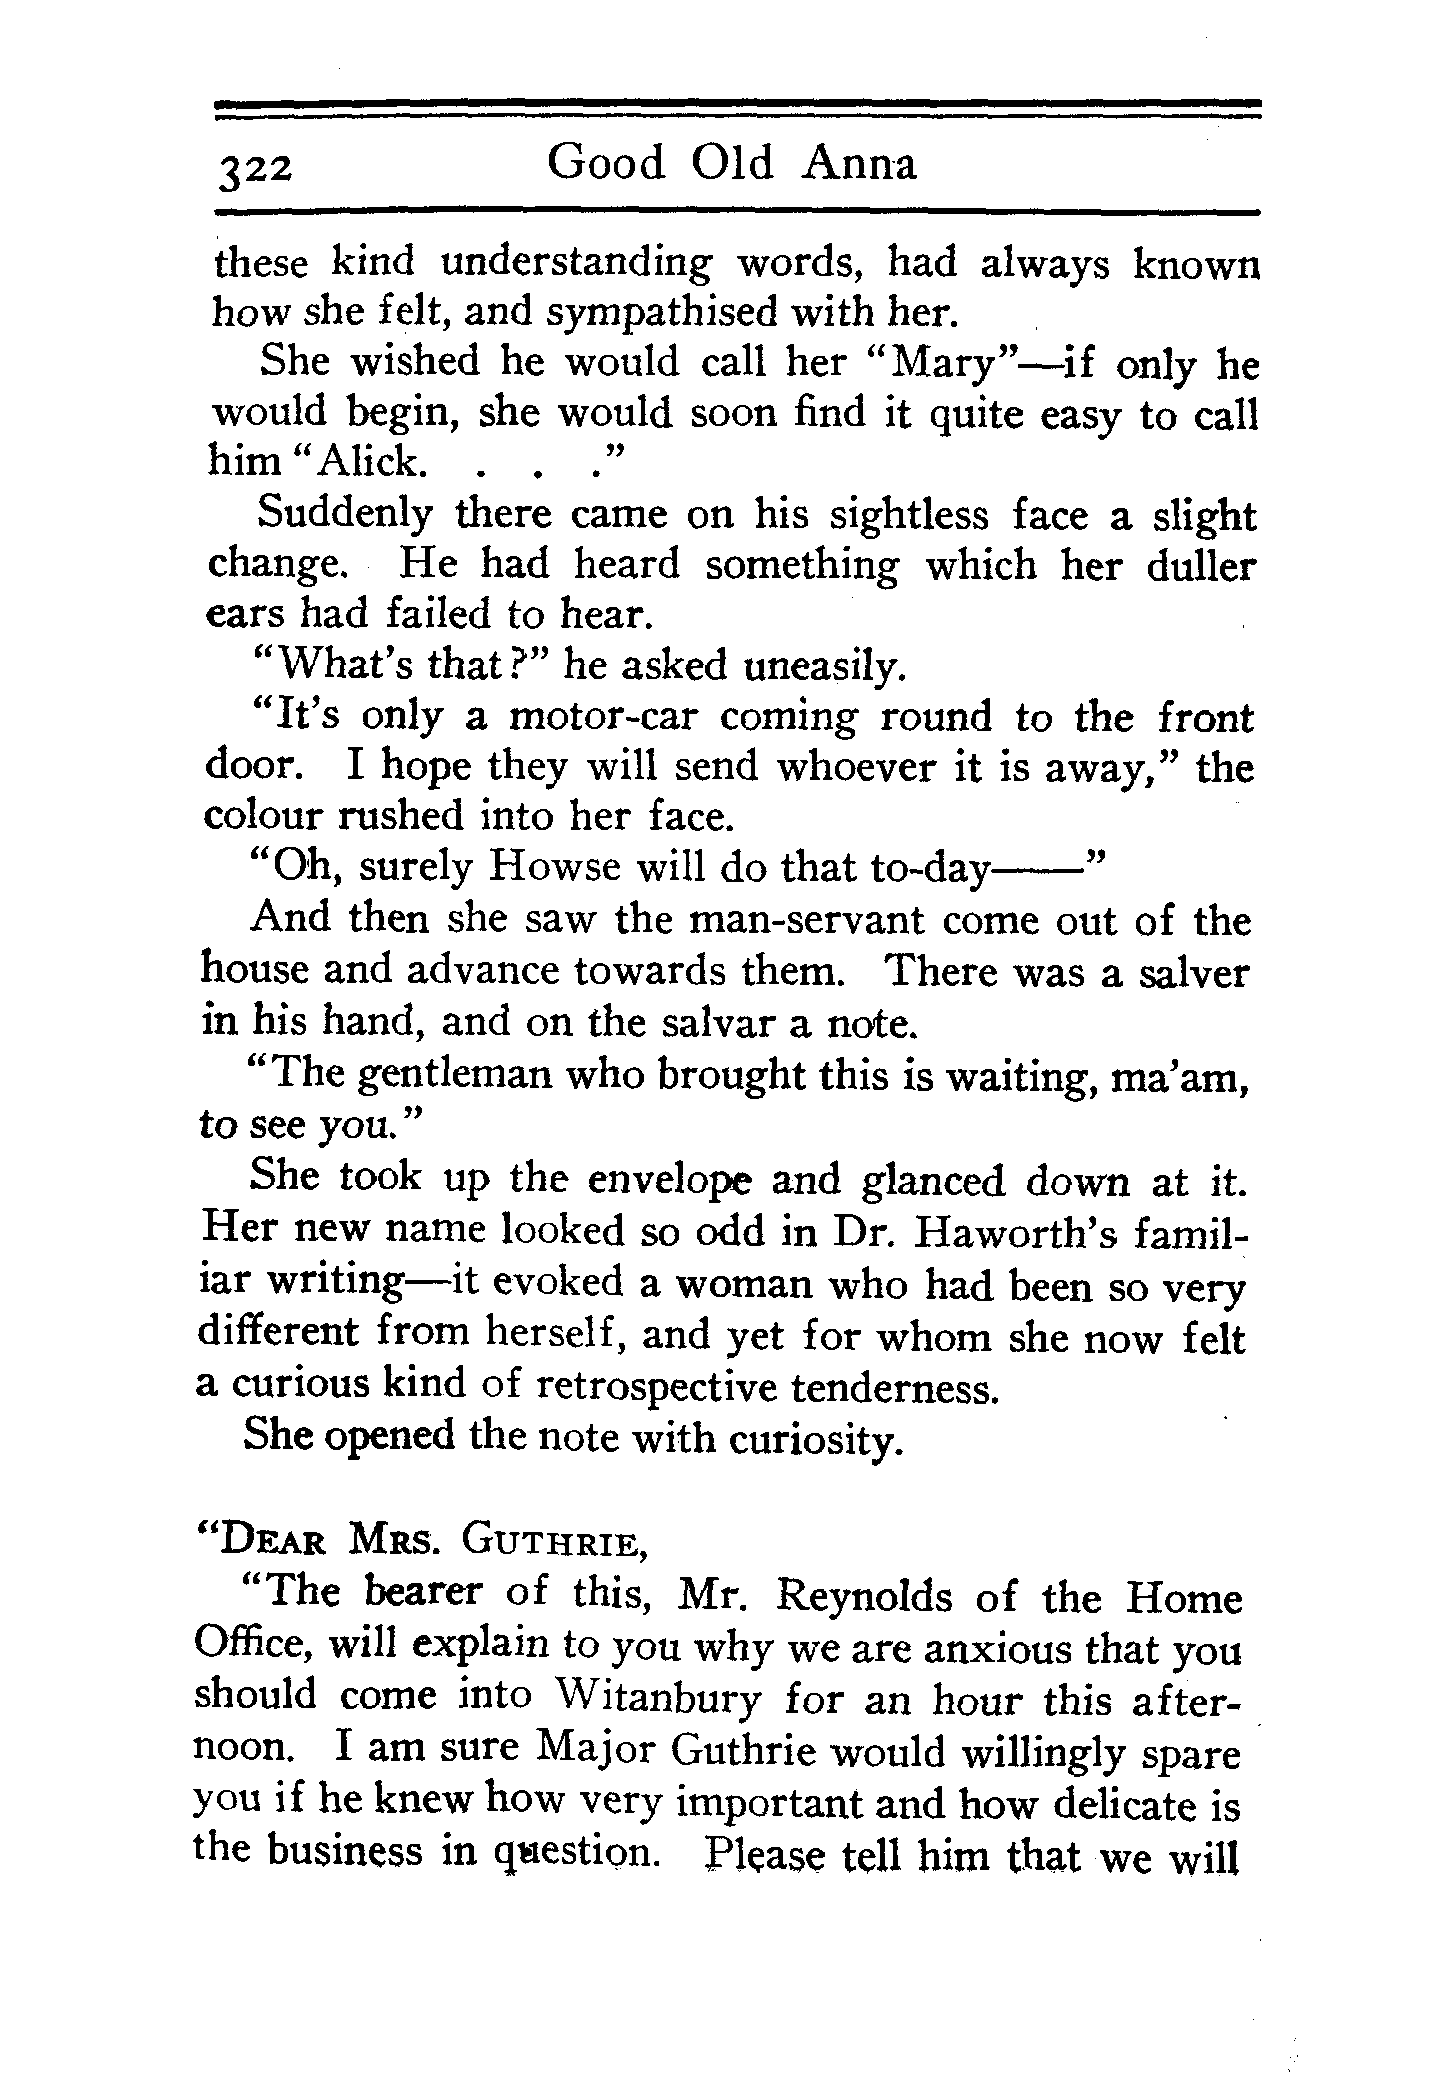 322 Good Old Anna
these kind understanding words, had always known
how she felt, and sympathised with her.
She wished he would call her "Mary"—if only he
would begin, she would soon find it quite easy to call
him "Alick. . . ."
Suddenly there came on his sightless face a slight
change. He had heard something which her duller
ears had failed to hear.
"What's that?" he asked uneasily.
"It's only a motor-car coming round to the front
door. I hope they will send whoever it is away," the
colour rushed into her face.
"Oh, surely Howse will do that to-day——"
And then she saw the man-servant come out of the
house and advance towards them. There was a salver
in his hand, and on the salvar a note.
"The gentleman who brought this is waiting, ma'am,
to see you."
She took up the envelope and glanced down at it.
Her new name looked so odd in Dr. Haworth's famil-
iar writing—it evoked a woman who had been so very
different from herself, and yet for whom she now felt
a curious kind of retrospective tenderness.
She opened the note with curiosity.
"DEAR MRS. GUTHRIE,
"The bearer of this, Mr. Reynolds of the Home
Office, will explain to you why we are anxious that you
should come into Witanbury for an hour this after-
noon. I am sure Major Guthrie would willingly spare
you if he knew how very important and how delicate is
the business in question. Please tell him that we will